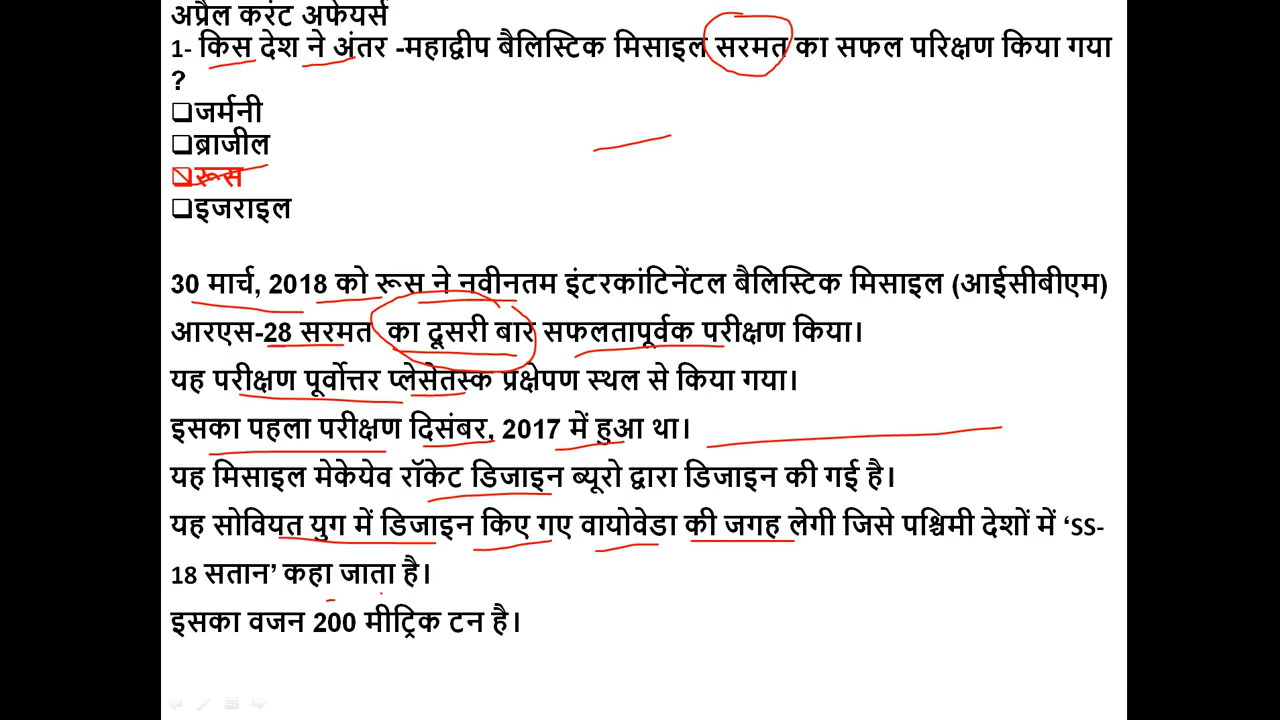 अप्रैल करंट अफेयर्स
1- किस देश ने अंतर -महाद्वीप बैलिस्टिक मिसाइल सरमत का सफल परिक्षण किया गया
?
❑जर्मनी
❑ब्राजील
❑रूस
❑इजराइल
30 मार्च, 2018 को रूस ने नवीनतम इंटरकांटिनेंटल बैलिस्टिक मिसाइल (आईसीबीएम)
आरएस-28 सरमत का दूसरी बार सफलतापूर्वक परीक्षण किया।
यह परीक्षण पूर्वोत्तर प्लेसेतस्क प्रक्षेपण स्थल से किया गया।
इसका पहला परीक्षण दिसंबर, 2017 में हुआ था।
यह मिसाइल मेकेयेव रॉकेट डिजाइन ब्यूरो द्वारा डिजाइन की गई है।
यह सोवियत युग में डिजाइन किए गए वायोवेडा की जगह लेगी जिसे पश्चिमी देशों में ‘SS-
18 सतान’ कहा जाता है।
इसका वजन 200 मीट्रिक टन है।